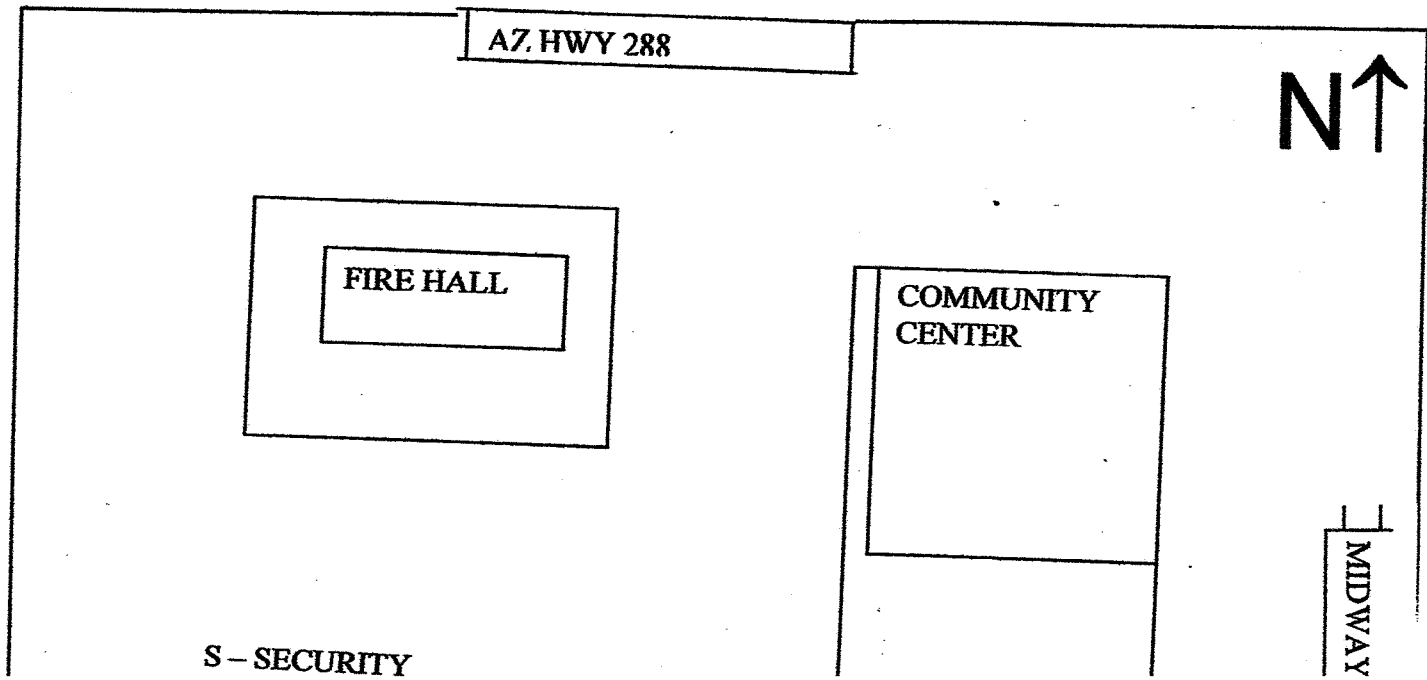 AZ HWY 288
N
FIRE HALL
COMMUNITY
CENTER
MIDWAY
S – SECURITY